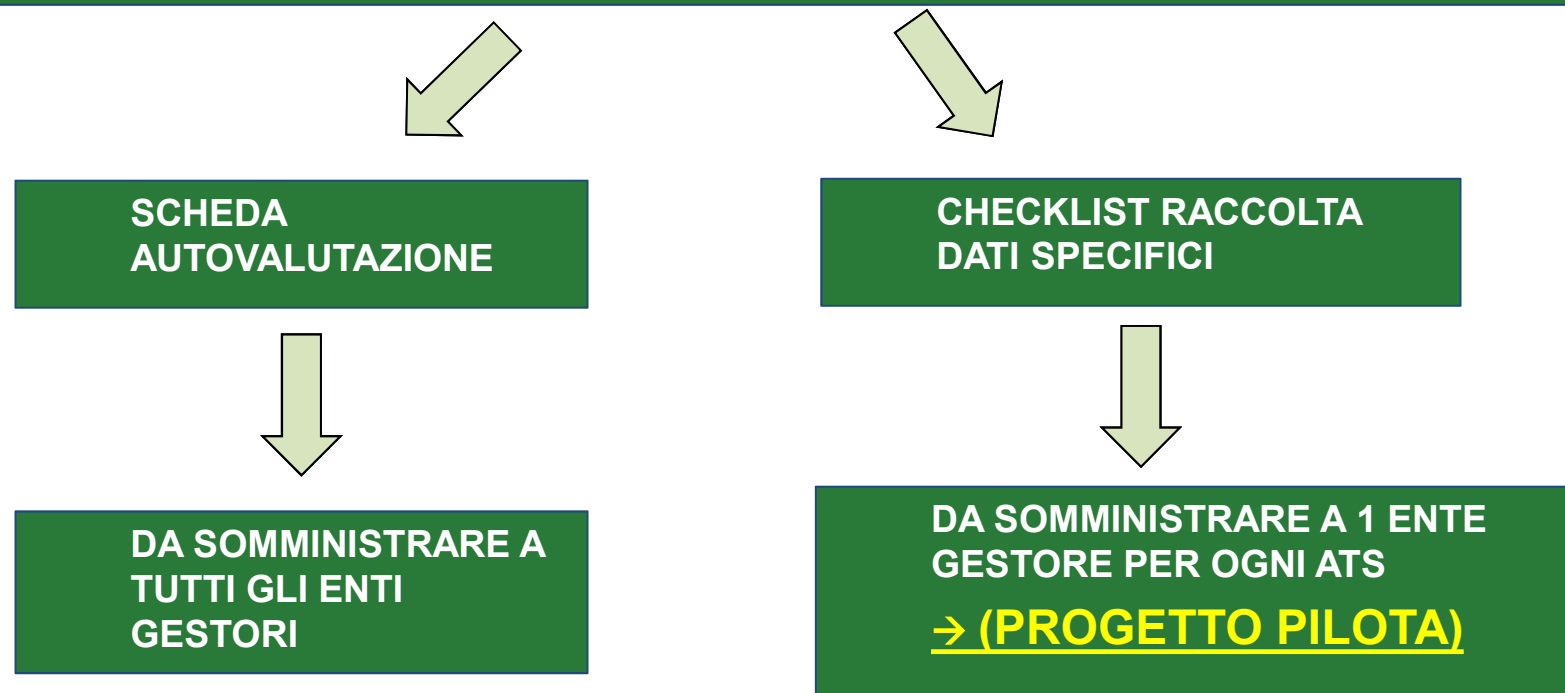 SCHEDA
AUTOVALUTAZIONE
CHECKLIST RACCOLTA
DATI SPECIFICI
DA SOMMINISTRARE A
TUTTI GLI ENTI
GESTORI
DA SOMMINISTRARE A 1 ENTE
GESTORE PER OGNI ATS
→ (PROGETTO PILOTA)